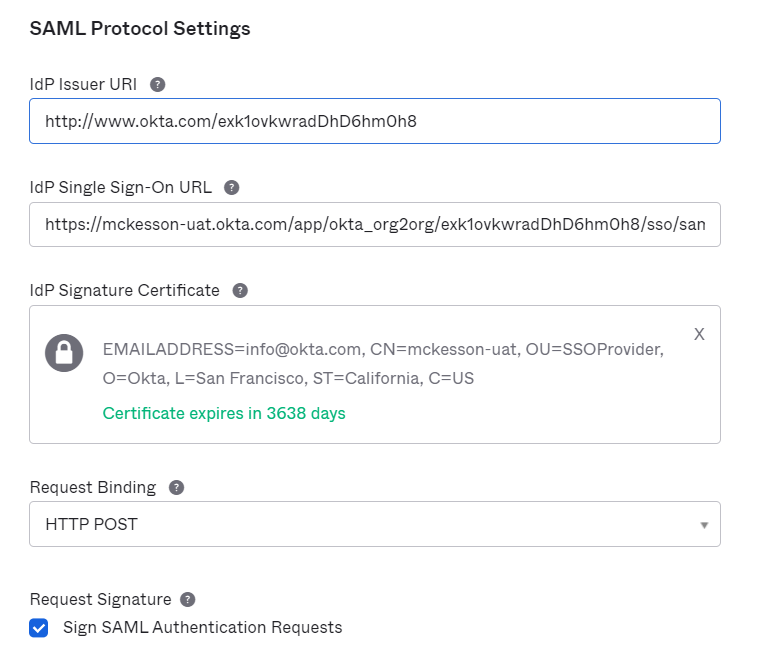 SAML Protocol Settings
IdP Issuer URI ?
http://www.okta.com/exk1ovkwradDhD6hm0h8
IdP Single Sign-On URL ?
https://mckesson-uat.okta.com/app/okta_org2org/exk1ovkwradDhD6hm0h8/sso/sam
IdP Signature Certificate ?
X
EMAILADDRESS=info@okta.com, CN=mckesson-uat, OU=SSOProvider,
O=Okta, L=San Francisco, ST=California, C=US
Certificate expires in 3638 days
Request Binding ?
HTTP POST
Request Signature ?
Sign SAML Authentication Requests